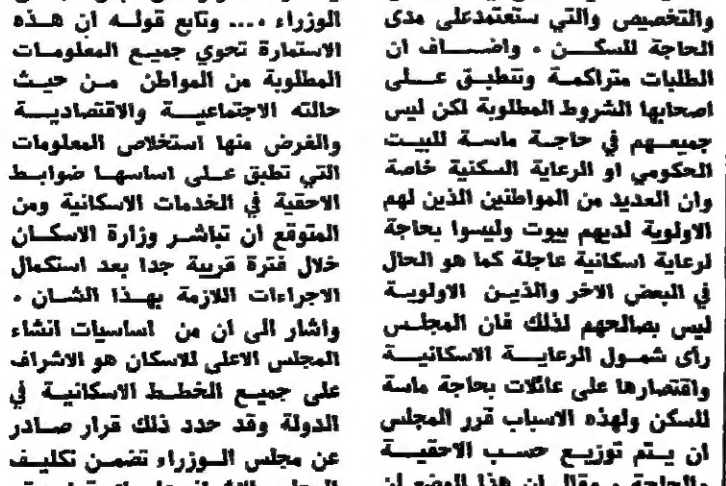 والتخصيص والتي ستعتمدعلى مدى
الحاجة للسكن . واضاف ان
الطلبات متراكمة وتنطبق على
اصحابها الشروط المطلوبة لكن ليس
جميعهم في حاجة ماسة للبيت
الحكومي او الرعاية السكنية خاصة
وان العديد من المواطنين الذين لهم
الاولوية لديهم بيوت وليسوا بحاجة
لرعاية اسكانية عاجلة كما هو الحال
في البعض الاخر والذين الاولوية
ليس بصالحهم لذلك فان المجلس
رأى شمول الرعاية الاسكانية
واقتصارها على عائلات بحاجة ماسة
للسكن ولهذه الاسباب قرر المجلس
ان يتم توزيع حسب الاحقية
والحاجة . وقال ان هذا الوضع ان
الوزراء .... وتابع قوله ان هذه
الاستمارة تحوي جميع المعلومات
المطلوبة من المواطن من حيث
حالته الاجتماعية والاقتصادية
والغرض منها استخلاص المعلومات
التي تطبق على اساسها ضوابط
الاحقية في الخدمات الاسكانية ومن
المتوقع ان تباشر وزارة الاسكان
خلال فترة قريبة جدا بعد استكمال
الاجراءات اللازمة بهذا الشان .
واشار الى ان من اساسيات انشاء
المجلس الاعلى للاسكان هو الاشراف
على جميع الخطط الاسكانية في
الدولة وقد حدد ذلك قرار صادر
عن مجلس الوزراء تضمن تكليف